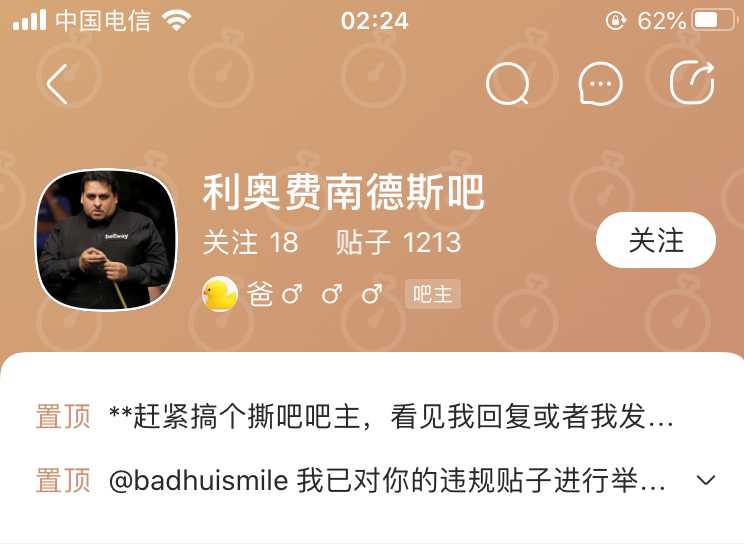 中国电信 02:24 62%
利奥费南德斯吧
关注 18 贴子 1213
关注
爸♂ ♂ ♂ 吧主
betway
置顶 **赶紧搞个撕吧吧主，看见我回复或者我发...
置顶 @badhuismile 我已对你的违规贴子进行举...